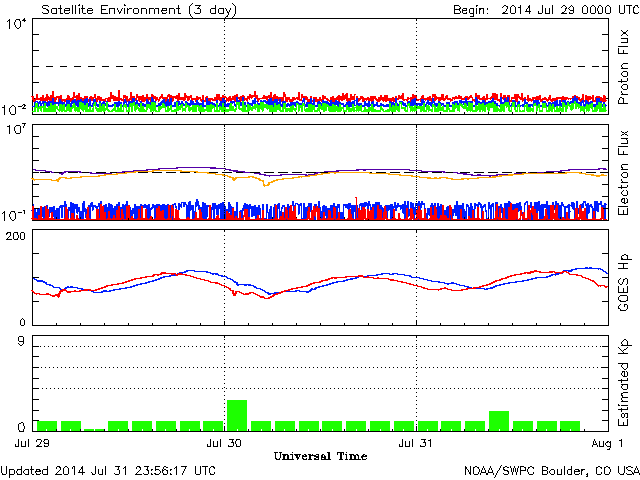 Satellite Environment (3 day) Begin: 2014 Jul 29 0000 UTC
10^4
Proton Flux
10^-2
10^7
Electron Flux
10^-1
200
GOES Hp
0
9
Estimated Kp
0
Jul 29 Jul 30 Jul 31 Aug 1
Universal Time
Updated 2014 Jul 31 23:56:17 UTC NOAA/SWPC Boulder, CO USA